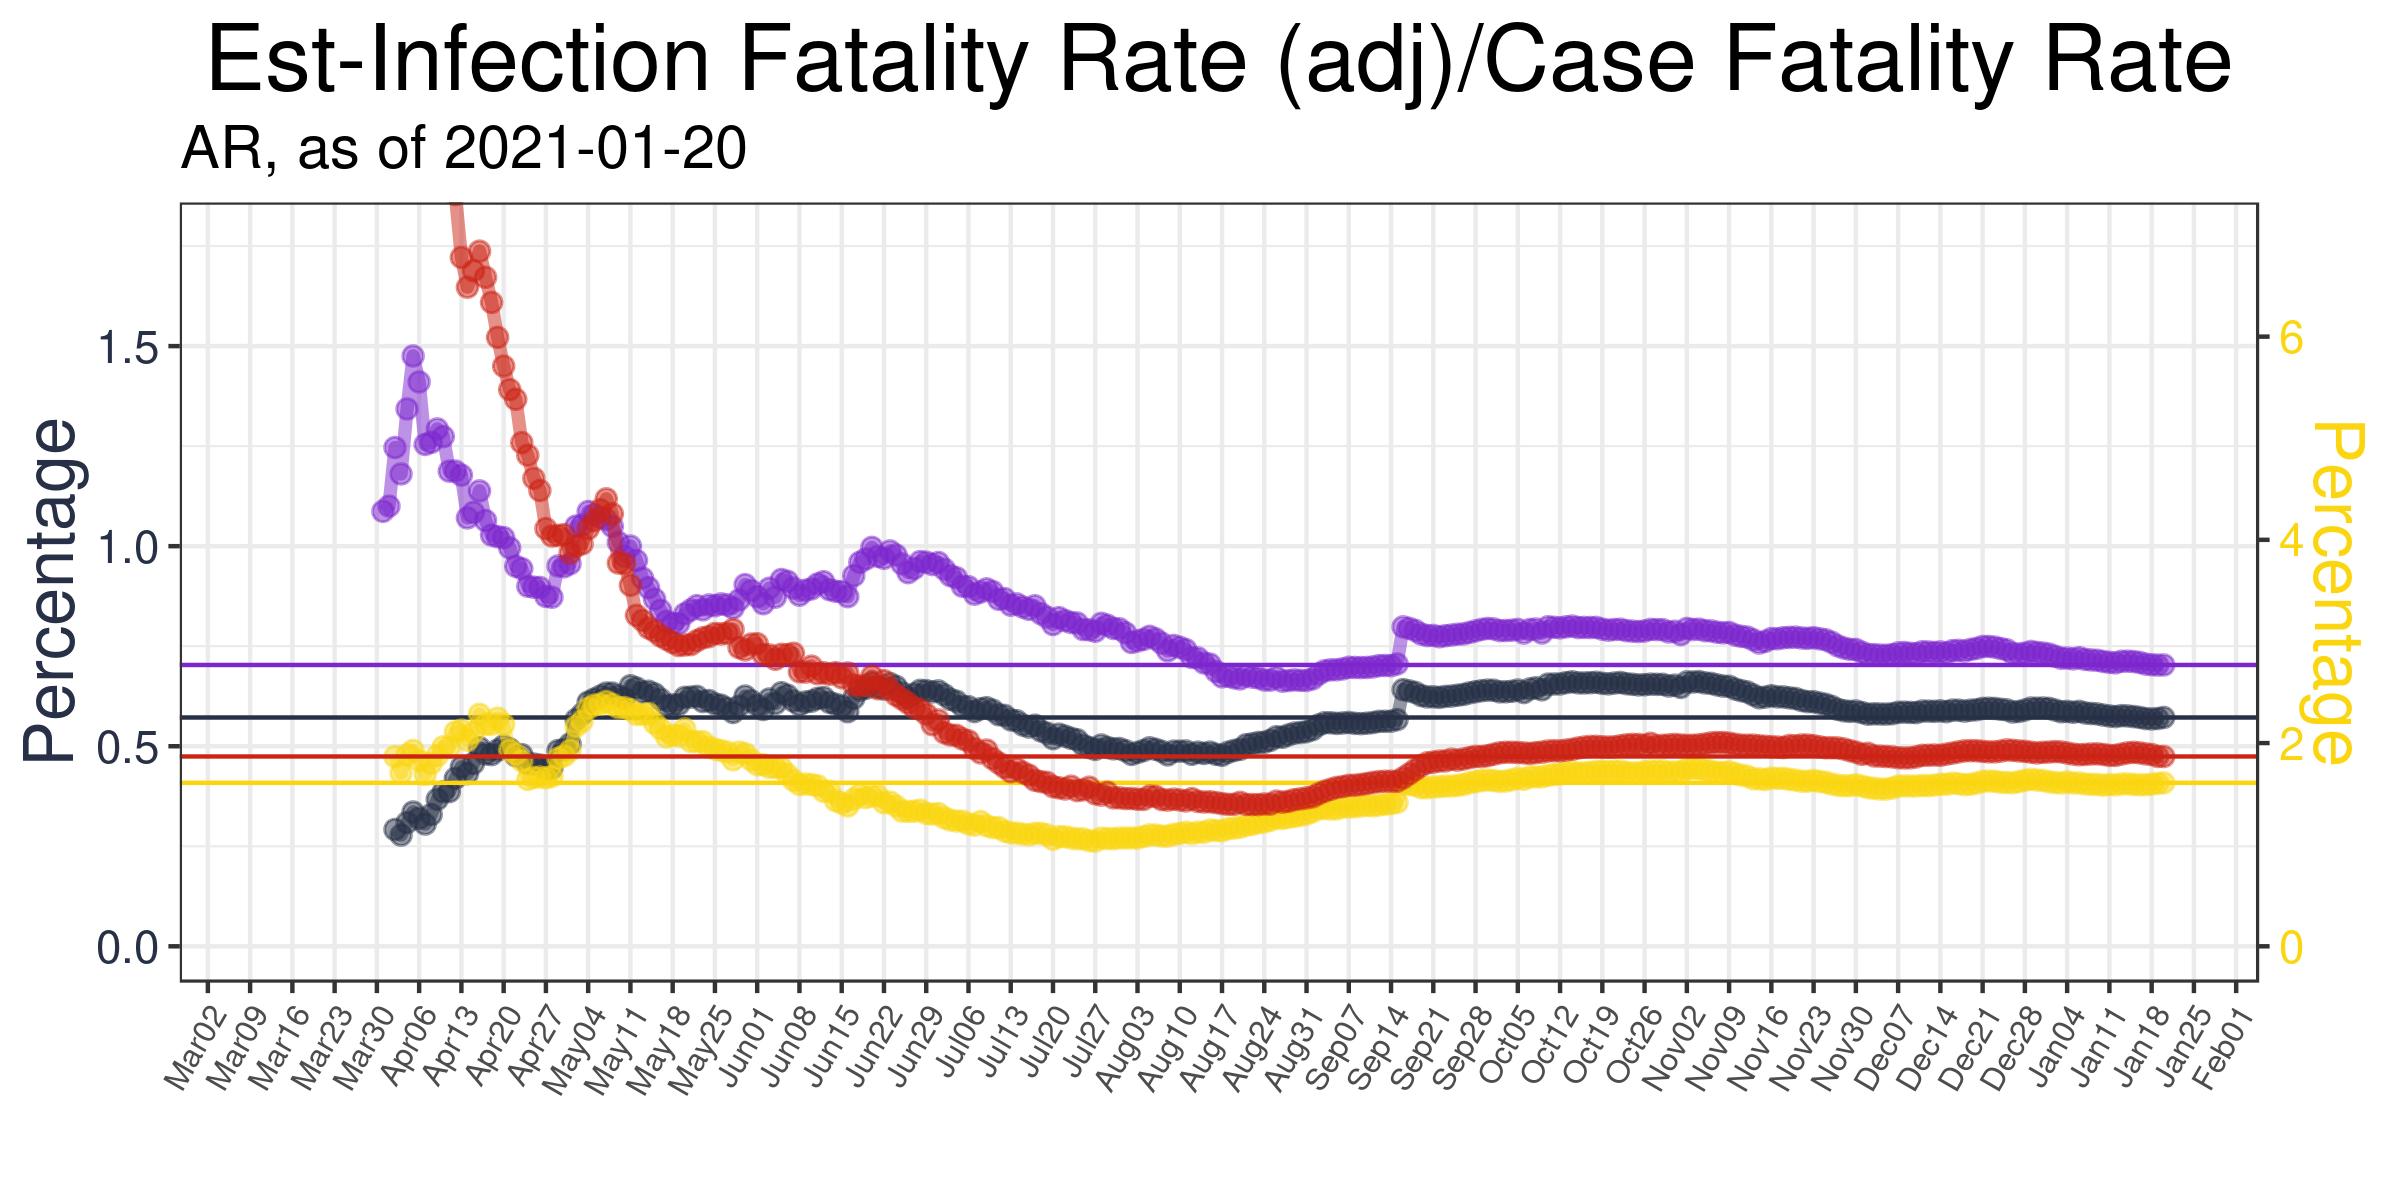 Est-Infection Fatality Rate (adj)/Case Fatality Rate
AR, as of 2021-01-20
Percentage
1.5
1.0
0.5
0.0
6
4
2
0
Percentage
Mar02
Mar09
Mar16
Mar23
Mar30
Apr06
Apr13
Apr20
Apr27
May04
May11
May18
May25
Jun01
Jun08
Jun15
Jun22
Jun29
Jul06
Jul13
Jul20
Jul27
Aug03
Aug10
Aug17
Aug24
Aug31
Sep07
Sep14
Sep21
Sep28
Oct05
Oct12
Oct19
Oct26
Nov02
Nov09
Nov16
Nov23
Nov30
Dec07
Dec14
Dec21
Dec28
Jan04
Jan11
Jan18
Jan25
Feb01